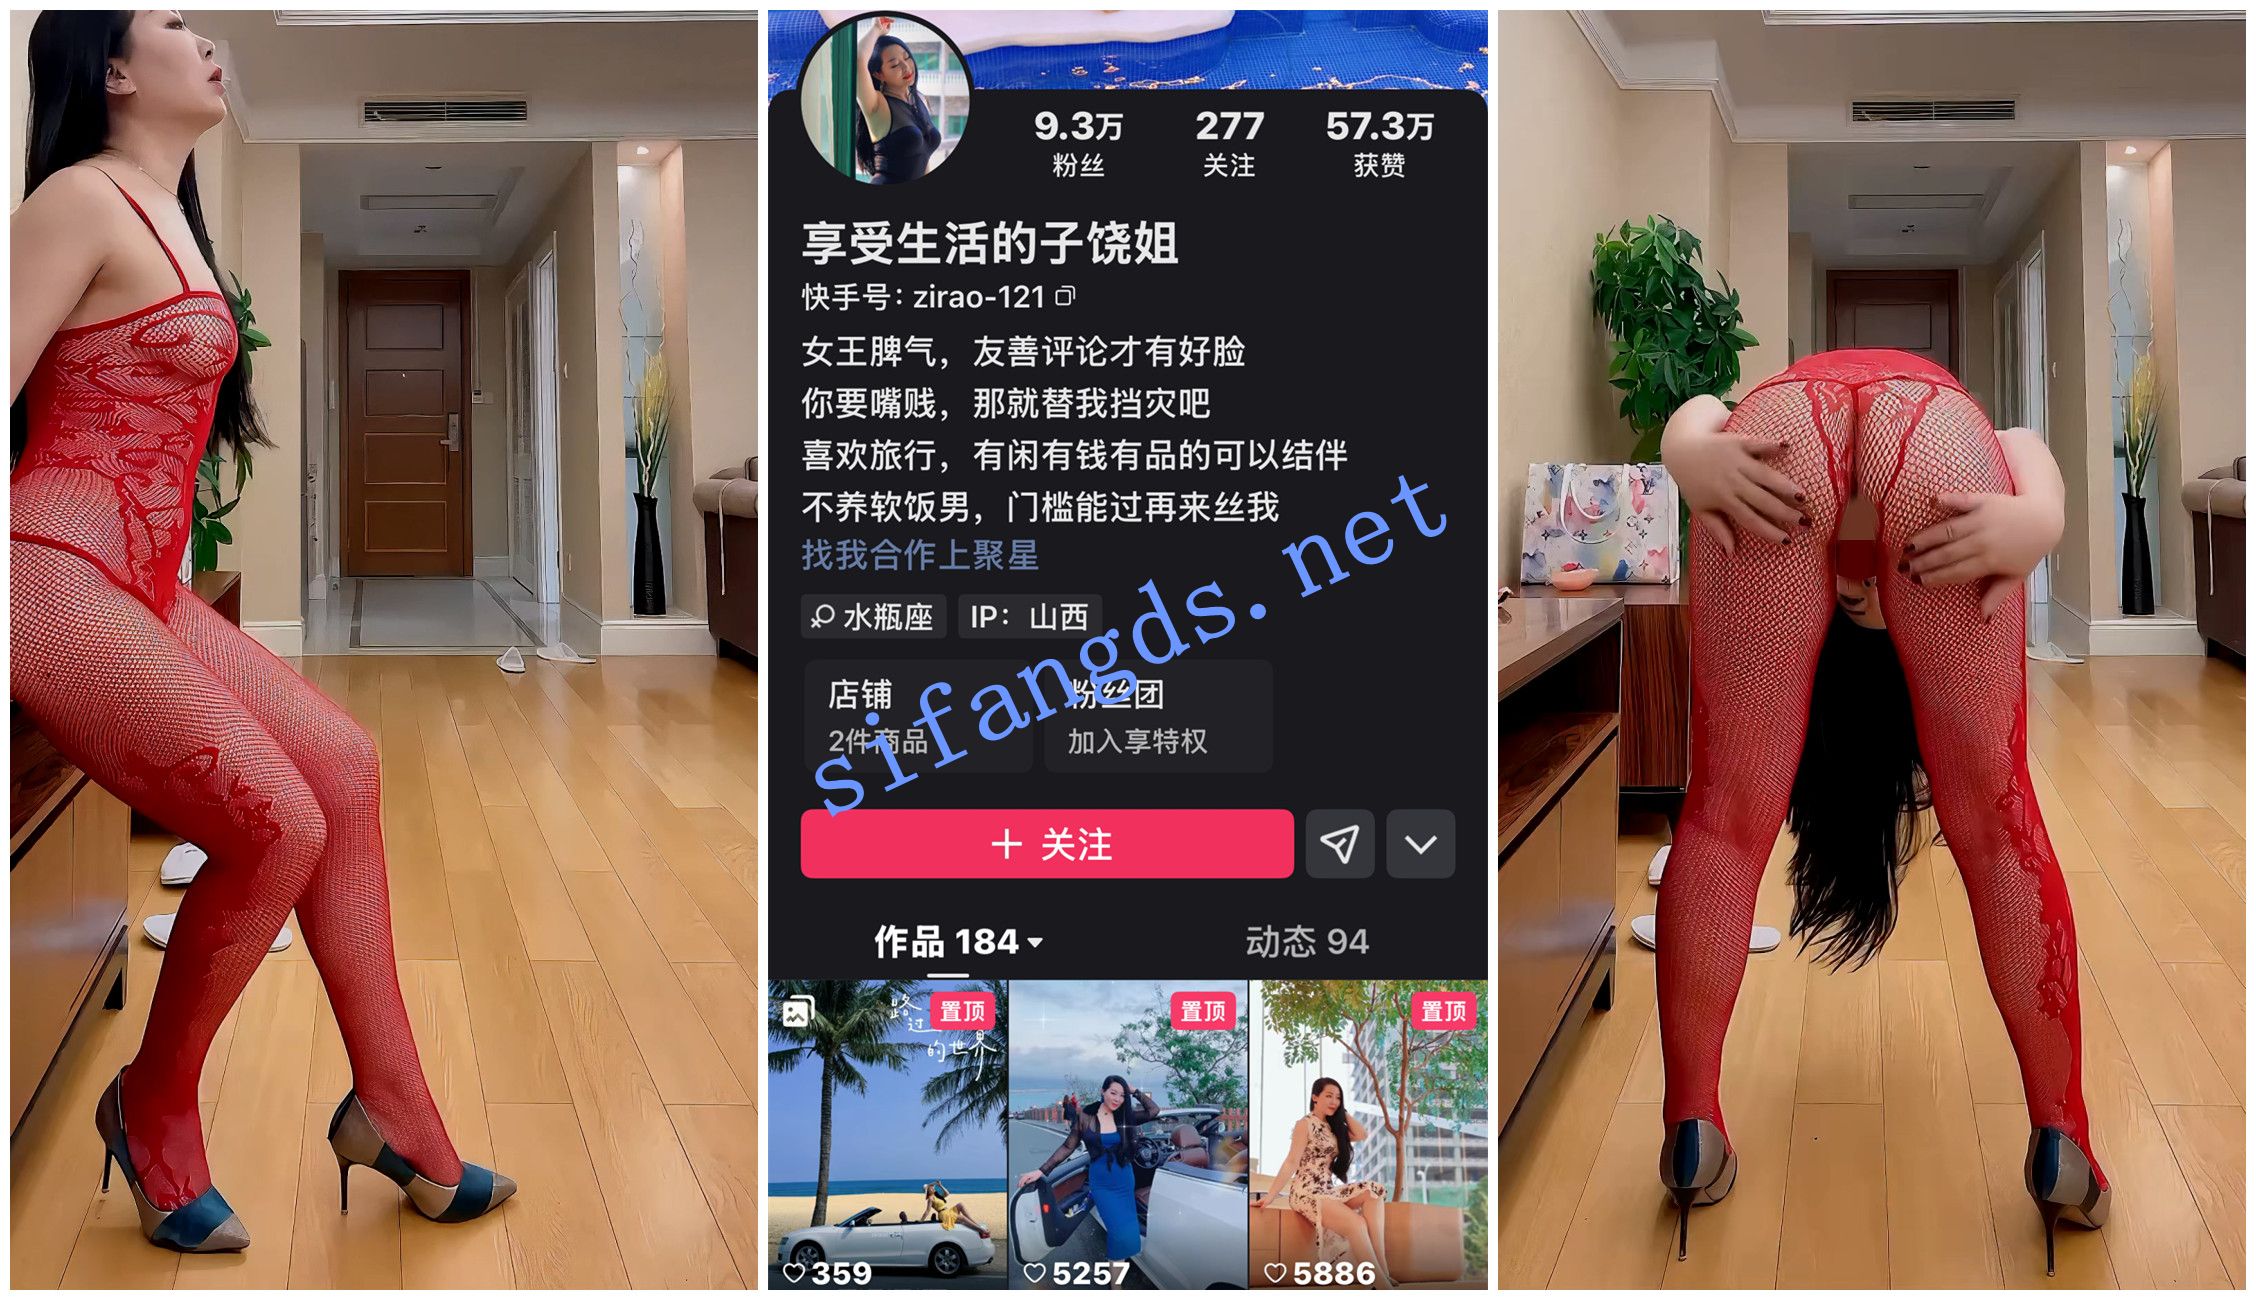 9.3万
粉丝
277
关注
57.3万
获赞
享受生活的子饶姐
快手号：zirao-121
女王脾气，友善评论才有好脸
你要嘴贱，那就替我挡灾吧
喜欢旅行，有闲有钱有品的可以结伴
不养软饭男，门槛能过再来丝我
找我合作上聚星
水瓶座
IP：山西
店铺
2件商品
粉丝团
加入享特权
sifangds.net
关注
作品 184
动态 94
路过的世界
置顶
置顶
置顶
359
5257
5886